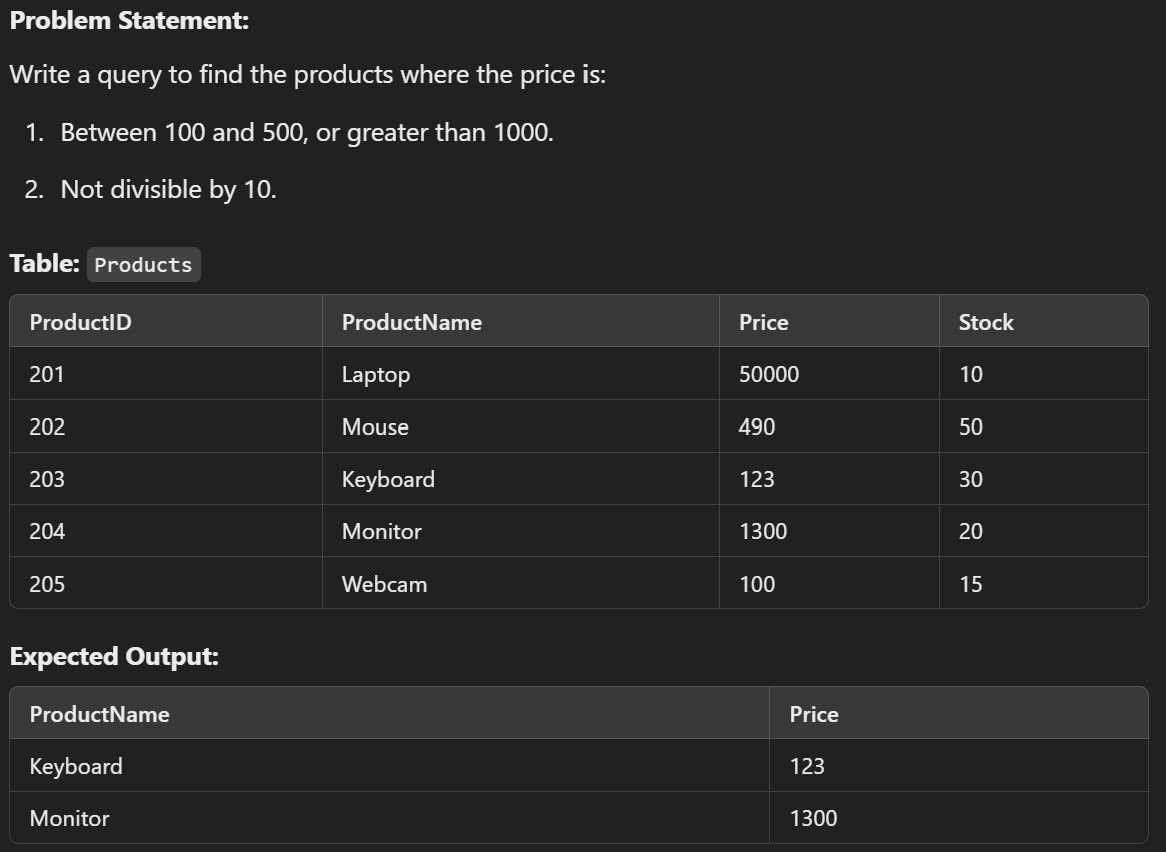 Problem Statement:
Write a query to find the products where the price is:
1. Between 100 and 500, or greater than 1000.
2. Not divisible by 10.
Table: Products
ProductID ProductName Price Stock
201 Laptop 50000 10
202 Mouse 490 50
203 Keyboard 123 30
204 Monitor 1300 20
205 Webcam 100 15
Expected Output:
ProductName Price
Keyboard 123
Monitor 1300